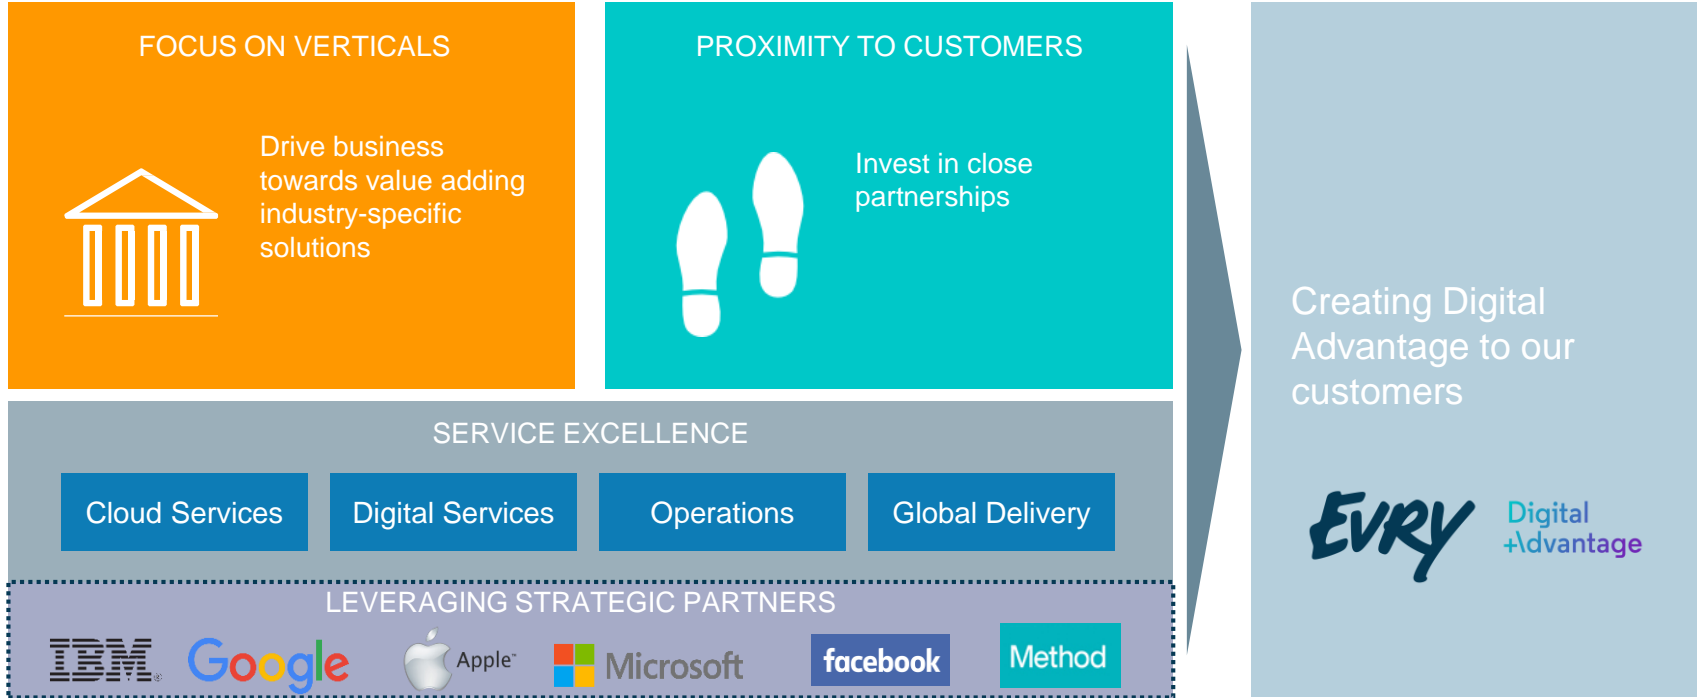 FOCUS ON VERTICALS
Drive business
towards value adding
industry-specific
solutions
PROXIMITY TO CUSTOMERS
Invest in close
partnerships
SERVICE EXCELLENCE
Cloud Services
Digital Services
Operations
Global Delivery
LEVERAGING STRATEGIC PARTNERS
IBM®
Google
Apple™
Microsoft
facebook
Method
Creating Digital
Advantage to our
customers
EVRY
Digital
+\dvantage